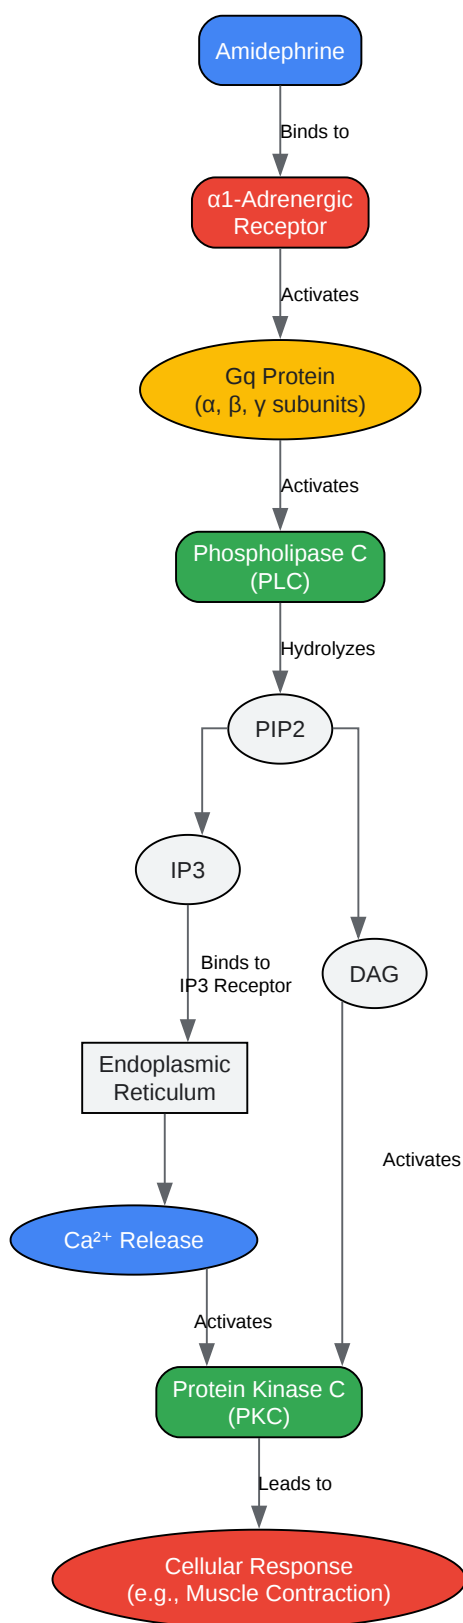 Amidephrine
Binds to
α1-Adrenergic
Receptor
Activates
Gq Protein
(α, β, γ subunits)
Activates
Phospholipase C
(PLC)
Hydrolyzes
PIP2
IP3
Binds to
IP3 Receptor
DAG
Endoplasmic
Reticulum
Activates
Ca²⁺ Release
Activates
Protein Kinase C
(PKC)
Leads to
Cellular Response
(e.g., Muscle Contraction)